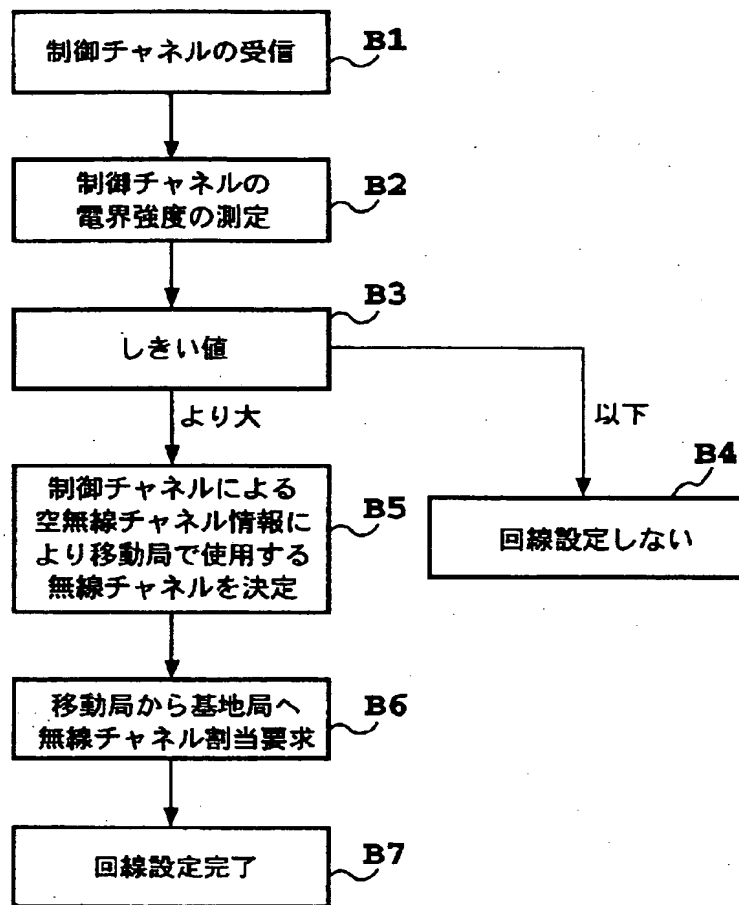 制御チャネルの受信
B1
制御チャネルの
電界強度の測定
B2
しきい値
B3
より大
以下
B4
回線設定しない
制御チャネルによる
空無線チャネル情報に
より移動局で使用する
無線チャネルを決定
B5
移動局から基地局へ
無線チャネル割当要求
B6
回線設定完了
B7